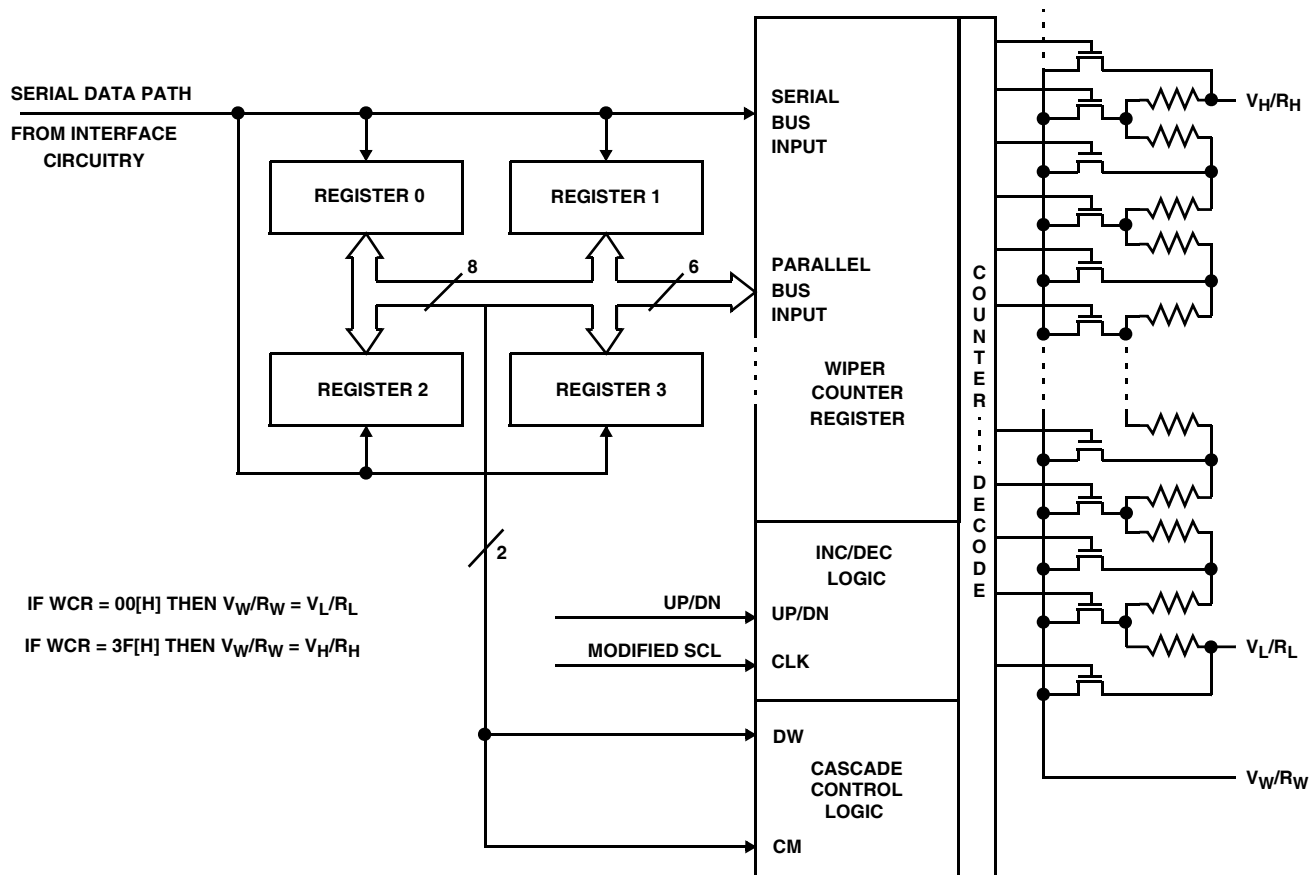 SERIAL DATA PATH
FROM INTERFACE
CIRCUITRY
REGISTER 0
REGISTER 1
8
6
REGISTER 2
REGISTER 3
2
IF WCR = 00[H] THEN VW/RW = VL/RL
IF WCR = 3F[H] THEN VW/RW = VH/RH
UP/DN
MODIFIED SCL
SERIAL
BUS
INPUT
PARALLEL
BUS
INPUT
WIPER
COUNTER
REGISTER
INC/DEC
LOGIC
UP/DN
CLK
DW
CASCADE
CONTROL
LOGIC
CM
COUNTER
DECODE
VH/RH
VL/RL
VW/RW